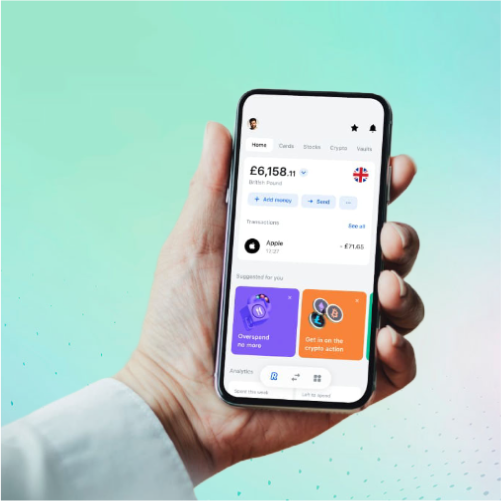 Home Cards Stocks Crypto Vaults
£6,158.11
British Pound
+ Add money → Send ···
Transactions See all
Apple - £71.65
11:27
Suggested for you
Overspend
no more
Get in on the
crypto action
Analytics
Spent this week Left to spend